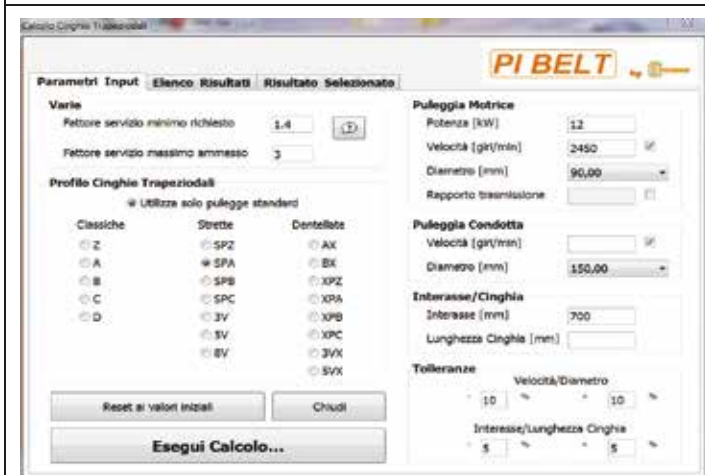 Calcolo Cinghie Trapezoidali
PI BELT by
Parametri Input Elenco Risultati Risultato Selezionato
Varie
Fattore servizio minimo richiesto 1.4
Fattore servizio massimo ammesso 3
Profilo Cinghie Trapeziodali
Utilizza solo pulegge standard
Classiche Strette Dentellate
Z SPZ AX
A SPA BX
B SPB XPZ
C SPC XPA
D 3V XPB
5V XPC
8V 3VX
5VX
Reset ai valori iniziali Chiudi
Esegui Calcolo...
Puleggia Motrice
Potenza [kW] 12
Velocità [giri/min] 2450
Diametro [mm] 90,00
Rapporto trasmissione
Puleggia Condotta
Velocità [giri/min]
Diametro [mm] 150,00
Interasse/Cinghia
Interasse [mm] 700
Lunghezza Cinghia [mm]
Tolleranze
Velocità/Diametro
- 10 % + 10 %
Interesse/Lunghezza Cinghia
- 5 % + 5 %